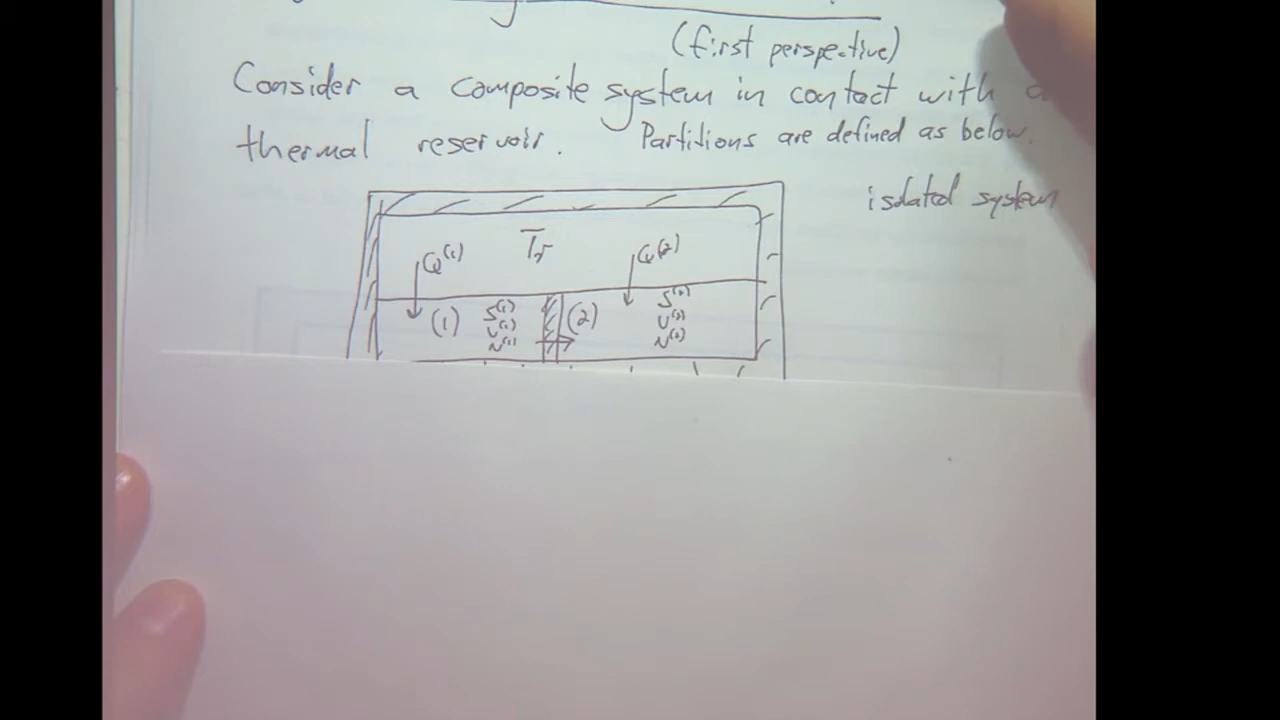 (first perspective)
Consider a composite system in contact with a
thermal reservoir. Partitions are defined as below.
isolated system
Q^(1) T_r Q^(2)
(1) S^(1) (2) S^(2)
U^(1) U^(2)
N^(1) N^(2)